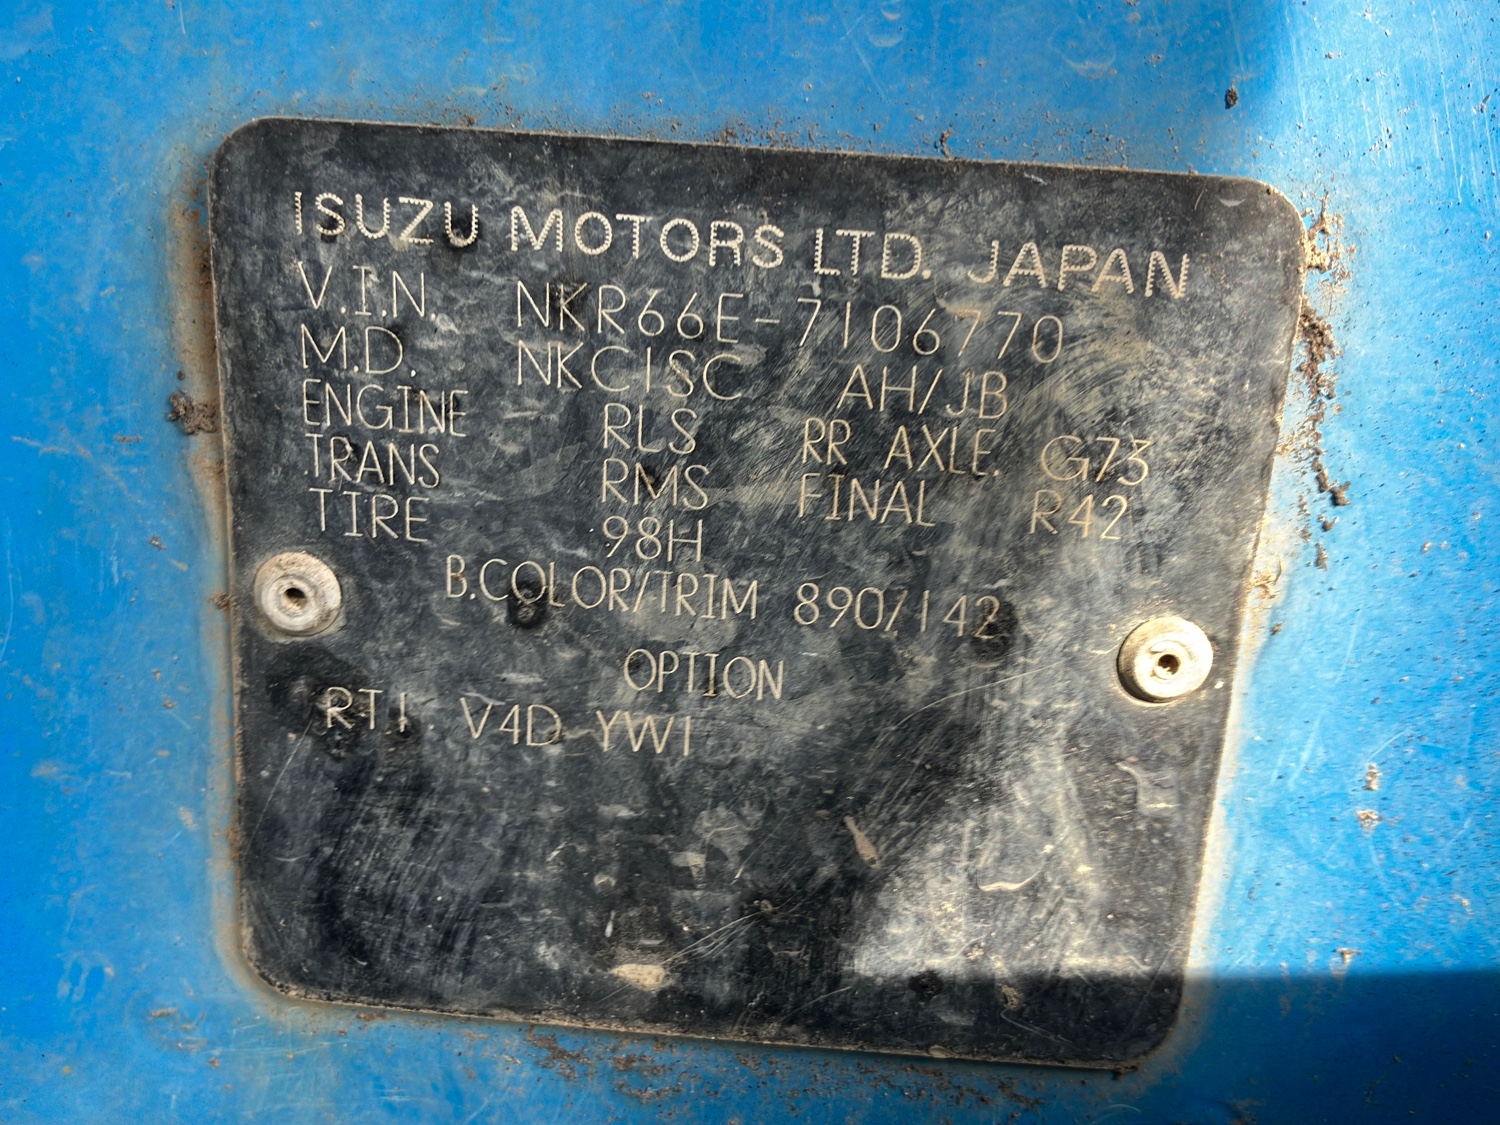 ISUZU MOTORS LTD. JAPAN
V.I.N. NKR66E-7106770
M.D. NKC1SC AH/JB
ENGINE RLS RR AXLE. G73
TRANS RMS FINAL R42
TIRE 98H
B.COLOR/TRIM 890/142
OPTION
RT1 V4D YW1